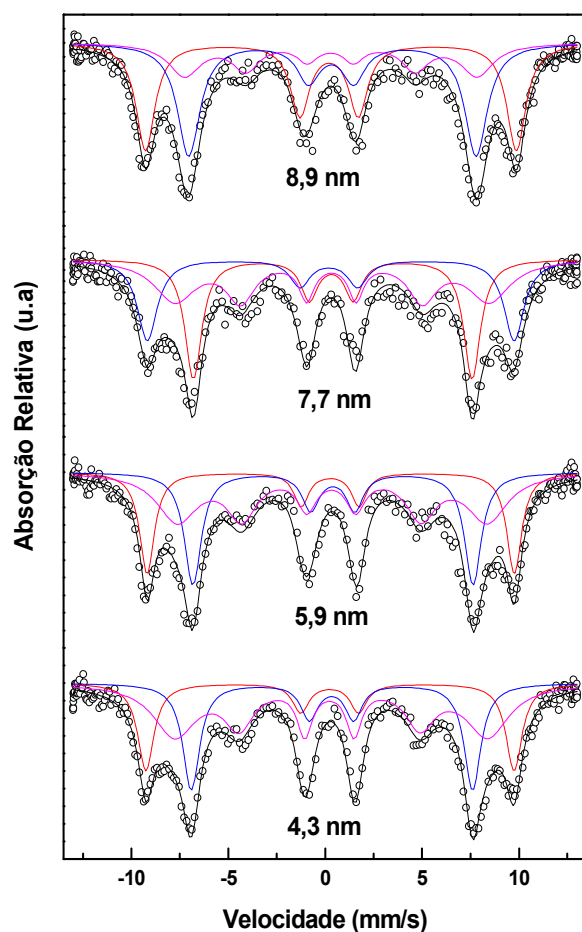 Absorção Relativa (u.a)
8,9 nm
7,7 nm
5,9 nm
4,3 nm
-10 -5 0 5 10
Velocidade (mm/s)